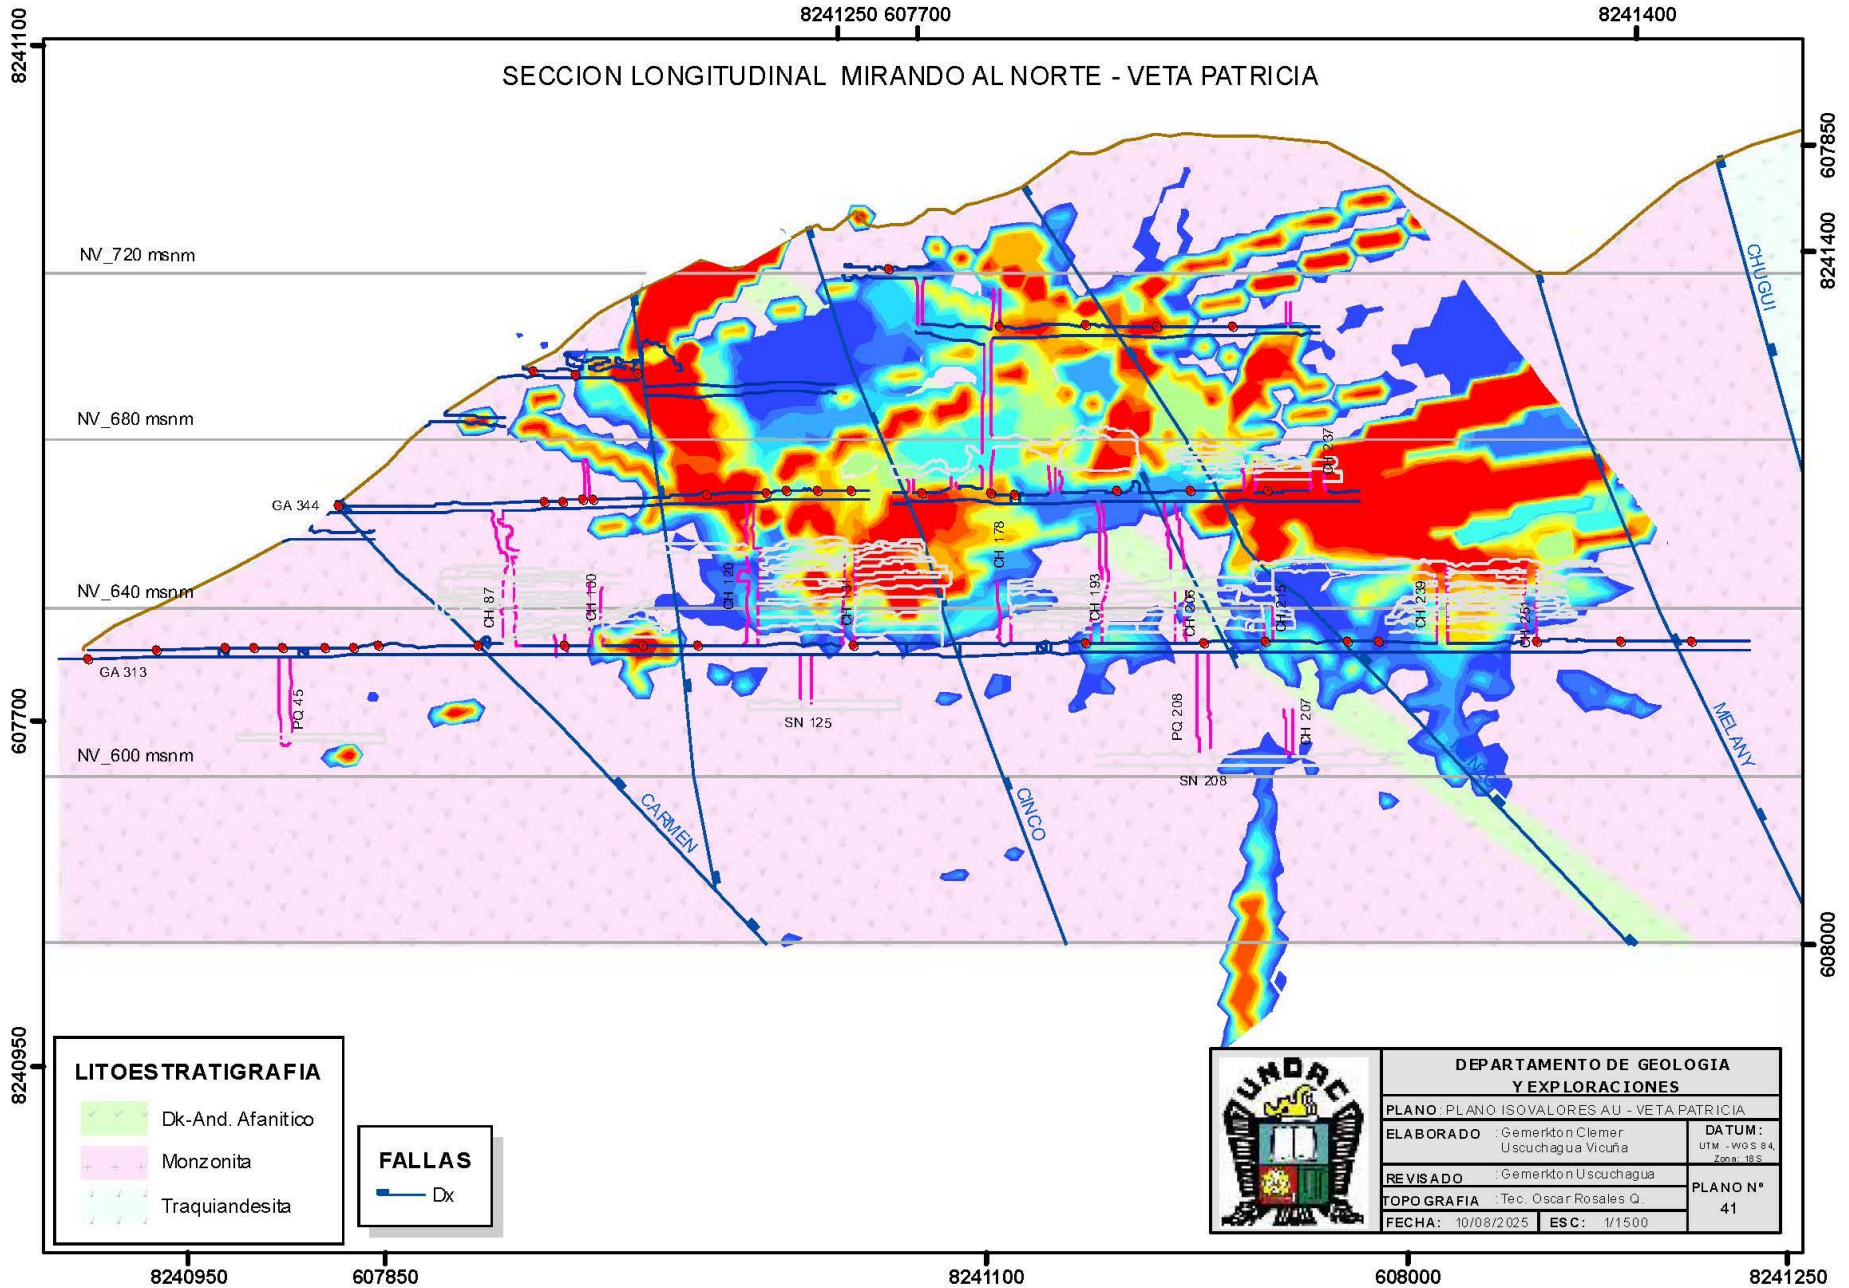 8241250 607700
8241400
8241100
SECCION LONGITUDINAL MIRANDO AL NORTE - VETA PATRICIA
607850
8241400
CHUGUI
NV_720 msnm
NV_680 msnm
CH 237
GA 344
CH 178
NV_640 msnm
CH 87
CH 100
CH 120
CH 131
CH 193
CH 206
CH 215
CH 239
CH 251
GA 313
PQ 45
SN 125
PQ 208
CH 207
MELANY
607700
NV_600 msnm
SN 208
CARMEN
CINCO
608000
8240950
LITOESTRATIGRAFIA
Dk-And. Afanitico
Monzonita
Traquiandesita
FALLAS
Dx
UNDAC
DEPARTAMENTO DE GEOLOGIA
Y EXPLORACIONES
PLANO: PLANO ISOVALORES AU - VETA PATRICIA
ELABORADO : Gemerkton Clemer
Uscuchagua Vicuña
DATUM:
UTM - WGS 84,
Zona: 18S
REVISADO : Gemerkton Uscuchagua
TOPOGRAFIA : Tec. Oscar Rosales Q.
PLANO Nº
41
FECHA: 10/08/2025 ESC: 1/1500
8240950
607850
8241100
608000
8241250